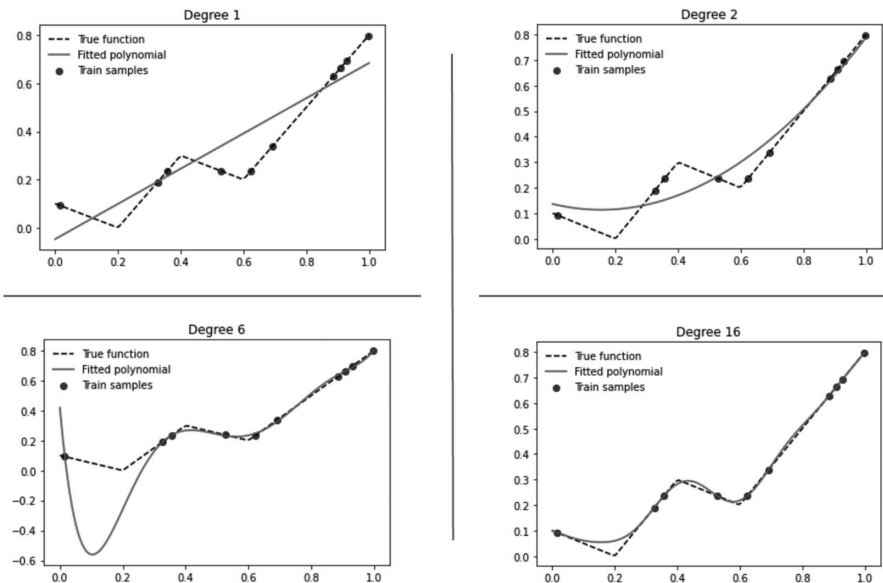 Degree 1
True function
Fitted polynomial
Train samples
0.8
0.6
0.4
0.2
0.0
0.0 0.2 0.4 0.6 0.8 1.0
Degree 2
True function
Fitted polynomial
Train samples
0.8
0.7
0.6
0.5
0.4
0.3
0.2
0.1
0.0
0.0 0.2 0.4 0.6 0.8 1.0
Degree 6
True function
Fitted polynomial
Train samples
0.8
0.6
0.4
0.2
0.0
−0.2
−0.4
−0.6
0.0 0.2 0.4 0.6 0.8 1.0
Degree 16
True function
Fitted polynomial
Train samples
0.8
0.7
0.6
0.5
0.4
0.3
0.2
0.1
0.0
0.0 0.2 0.4 0.6 0.8 1.0